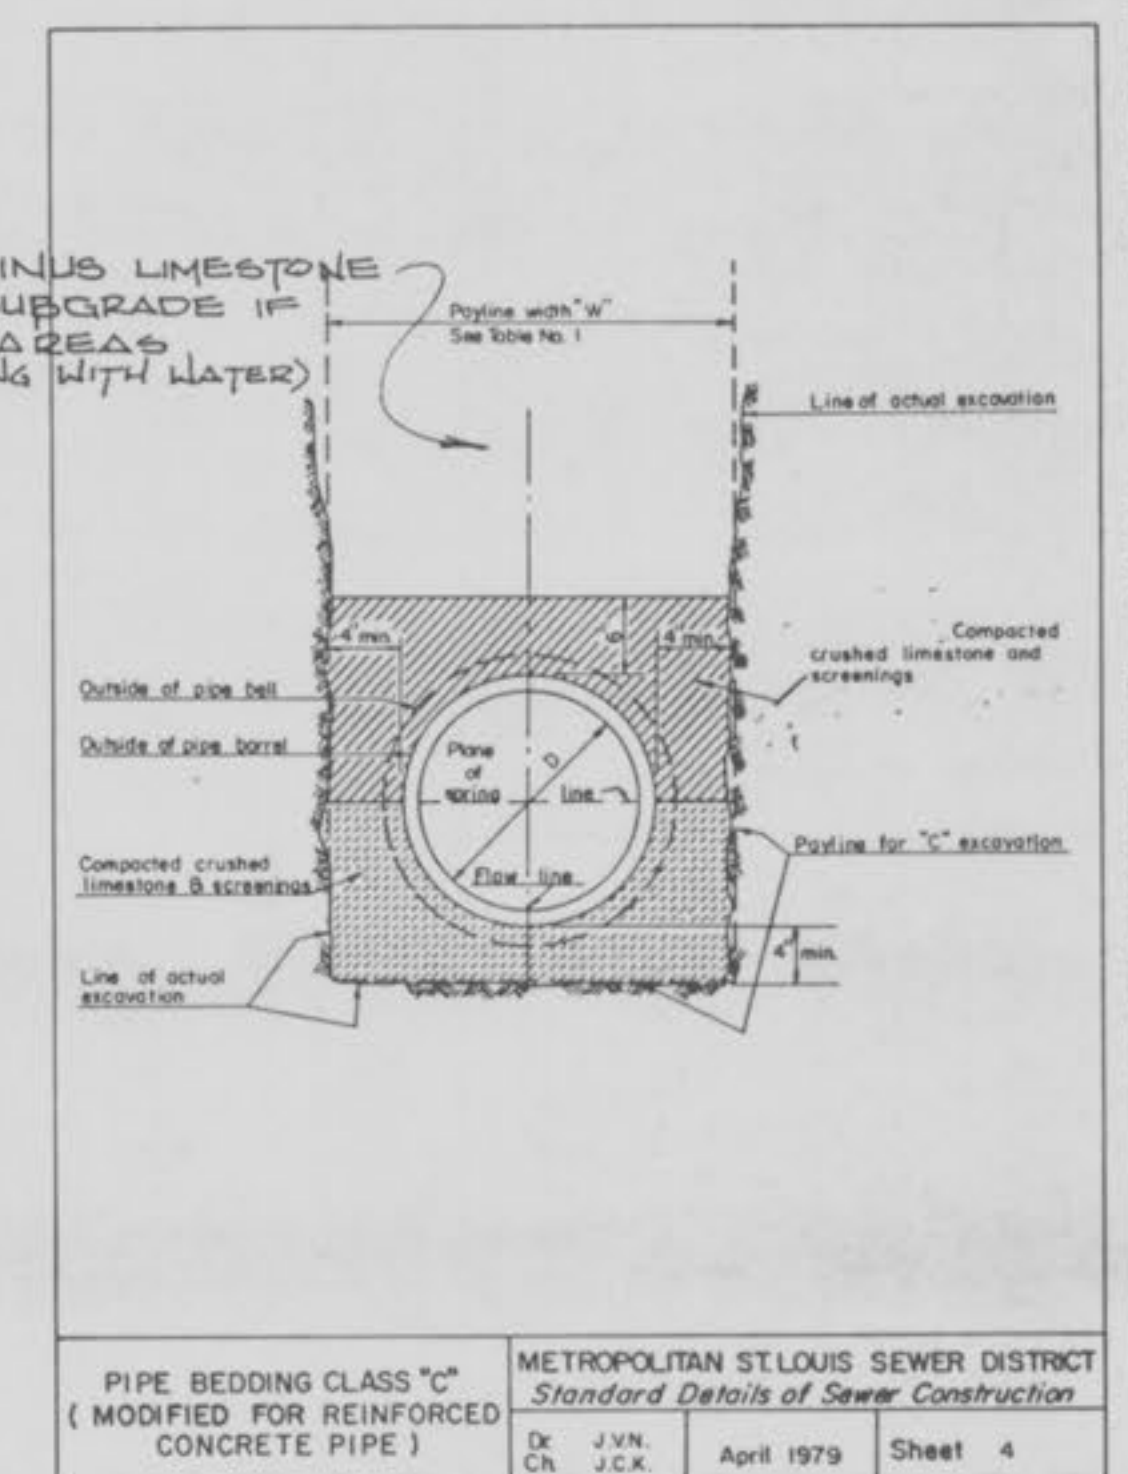 INUS LIMESTONE
UBGRADE IF
AREAS
NG WITH WATER)
Payline width "W"
See Table No. 1
Line of actual excavation
4" min.
6"
4" min.
Compacted
crushed limestone and
screenings
Outside of pipe bell
Outside of pipe barrel
Plane
of
spring line
D
Payline for "C" excavation
Compacted crushed
limestone & screenings
Flow line
4" min.
Line of actual
excavation
PIPE BEDDING CLASS "C"
( MODIFIED FOR REINFORCED
CONCRETE PIPE )
METROPOLITAN ST. LOUIS SEWER DISTRICT
Standard Details of Sewer Construction
Dr. J.V.N.
Ch. J.C.K.
April 1979
Sheet 4